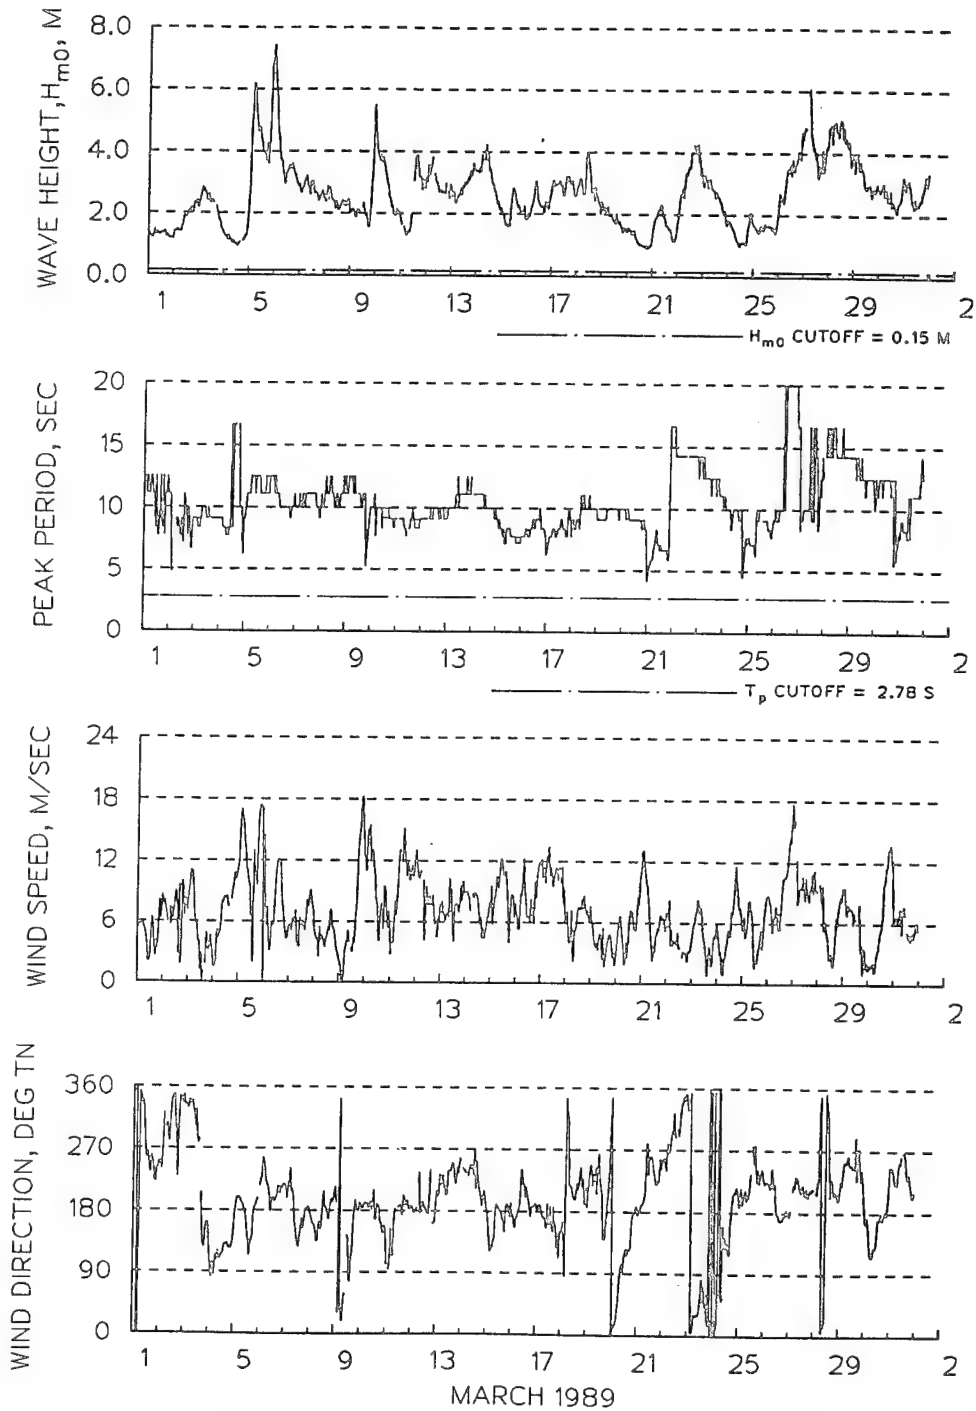 WAVE HEIGHT, Hm0, M
8.0
6.0
4.0
2.0
0.0
1 5 9 13 17 21 25 29 2
Hm0 CUTOFF = 0.15 M
PEAK PERIOD, SEC
20
15
10
5
0
1 5 9 13 17 21 25 29 2
Tp CUTOFF = 2.78 S
WIND SPEED, M/SEC
24
18
12
6
0
1 5 9 13 17 21 25 29 2
WIND DIRECTION, DEG TN
360
270
180
90
0
1 5 9 13 17 21 25 29 2
MARCH 1989